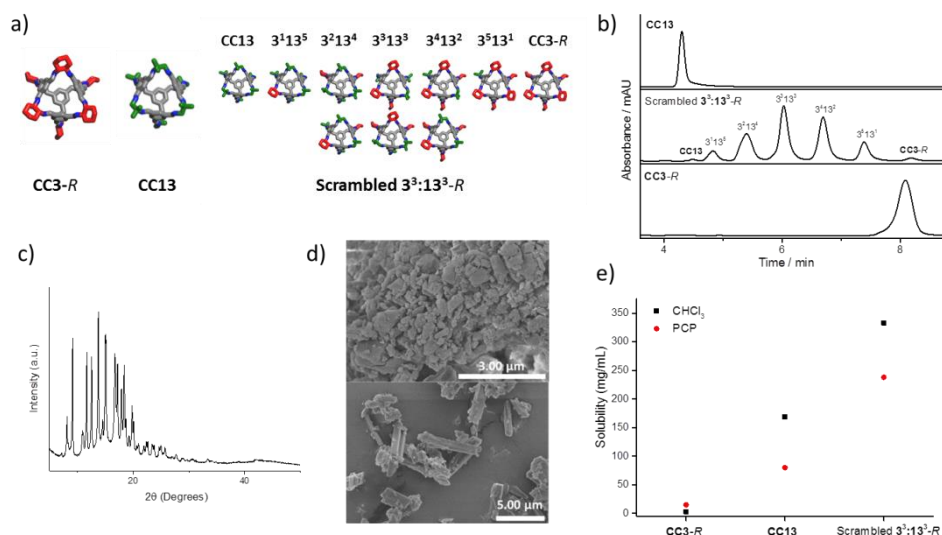 a)
CC13 3¹13⁵ 3²13⁴ 3³13³ 3⁴13² 3⁵13¹ CC3-R
CC3-R CC13 Scrambled 3³:13³-R
b)
Absorbance / mAU
CC13
Scrambled 3³:13³-R
CC13 3¹13⁵ 3²13⁴ 3³13³ 3⁴13² 3⁵13¹ CC3-R
CC3-R
4 6 8
Time / min
c)
Intensity (a.u.)
20 40
2θ (Degrees)
d)
3.00 μm
5.00 μm
e)
Solubility (mg/mL)
350
300
250
200
150
100
50
0
CHCl₃
PCP
CC3-R CC13 Scrambled 3³:13³-R